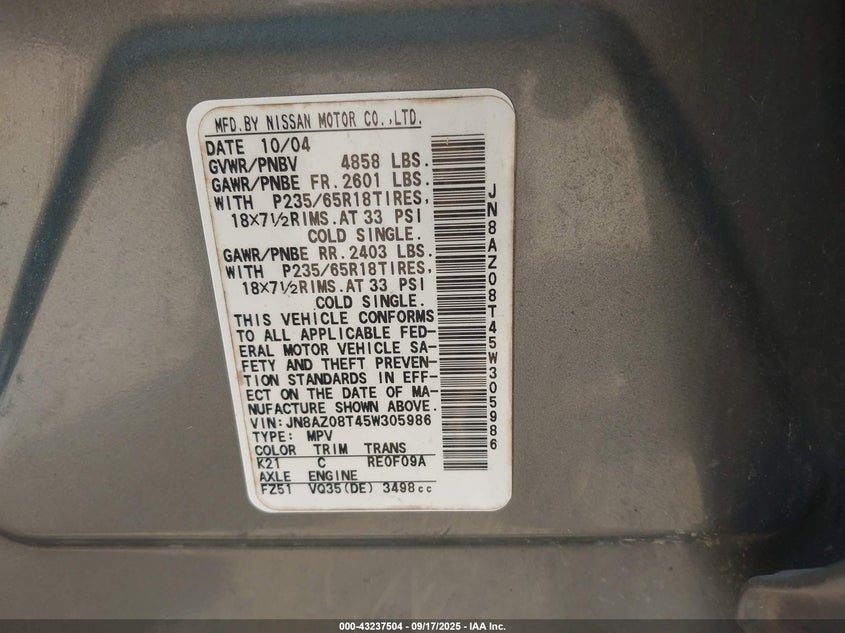 MFD.BY NISSAN MOTOR CO.,LTD.
DATE 10/04
GVWR/PNBV 4858 LBS.
GAWR/PNBE FR.2601 LBS.
WITH P235/65R18TIRES,
18X7½RIMS.AT 33 PSI
COLD SINGLE.
GAWR/PNBE RR.2403 LBS.
WITH P235/65R18TIRES,
18X7½RIMS.AT 33 PSI
COLD SINGLE.
THIS VEHICLE CONFORMS
TO ALL APPLICABLE FED-
ERAL MOTOR VEHICLE SA-
FETY AND THEFT PREVEN-
TION STANDARDS IN EFF-
ECT ON THE DATE OF MA-
NUFACTURE SHOWN ABOVE.
VIN:JN8AZ08T45W305986
TYPE: MPV
COLOR TRIM TRANS
K21 C RE0F09A
AXLE ENGINE
FZ51 VQ35(DE) 3498cc
JN8AZ08T45W305986
000-43237504 - 09/17/2025 - IAA Inc.